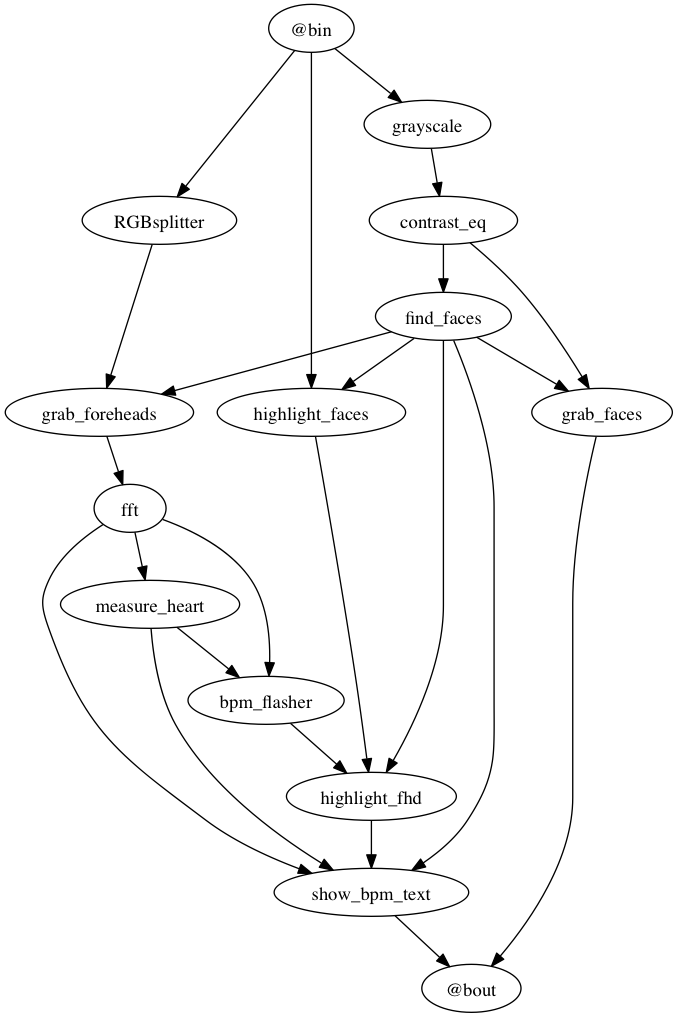 @bin
grayscale
RGBsplitter
contrast_eq
find_faces
grab_foreheads
highlight_faces
grab_faces
fft
measure_heart
bpm_flasher
highlight_fhd
show_bpm_text
@bout